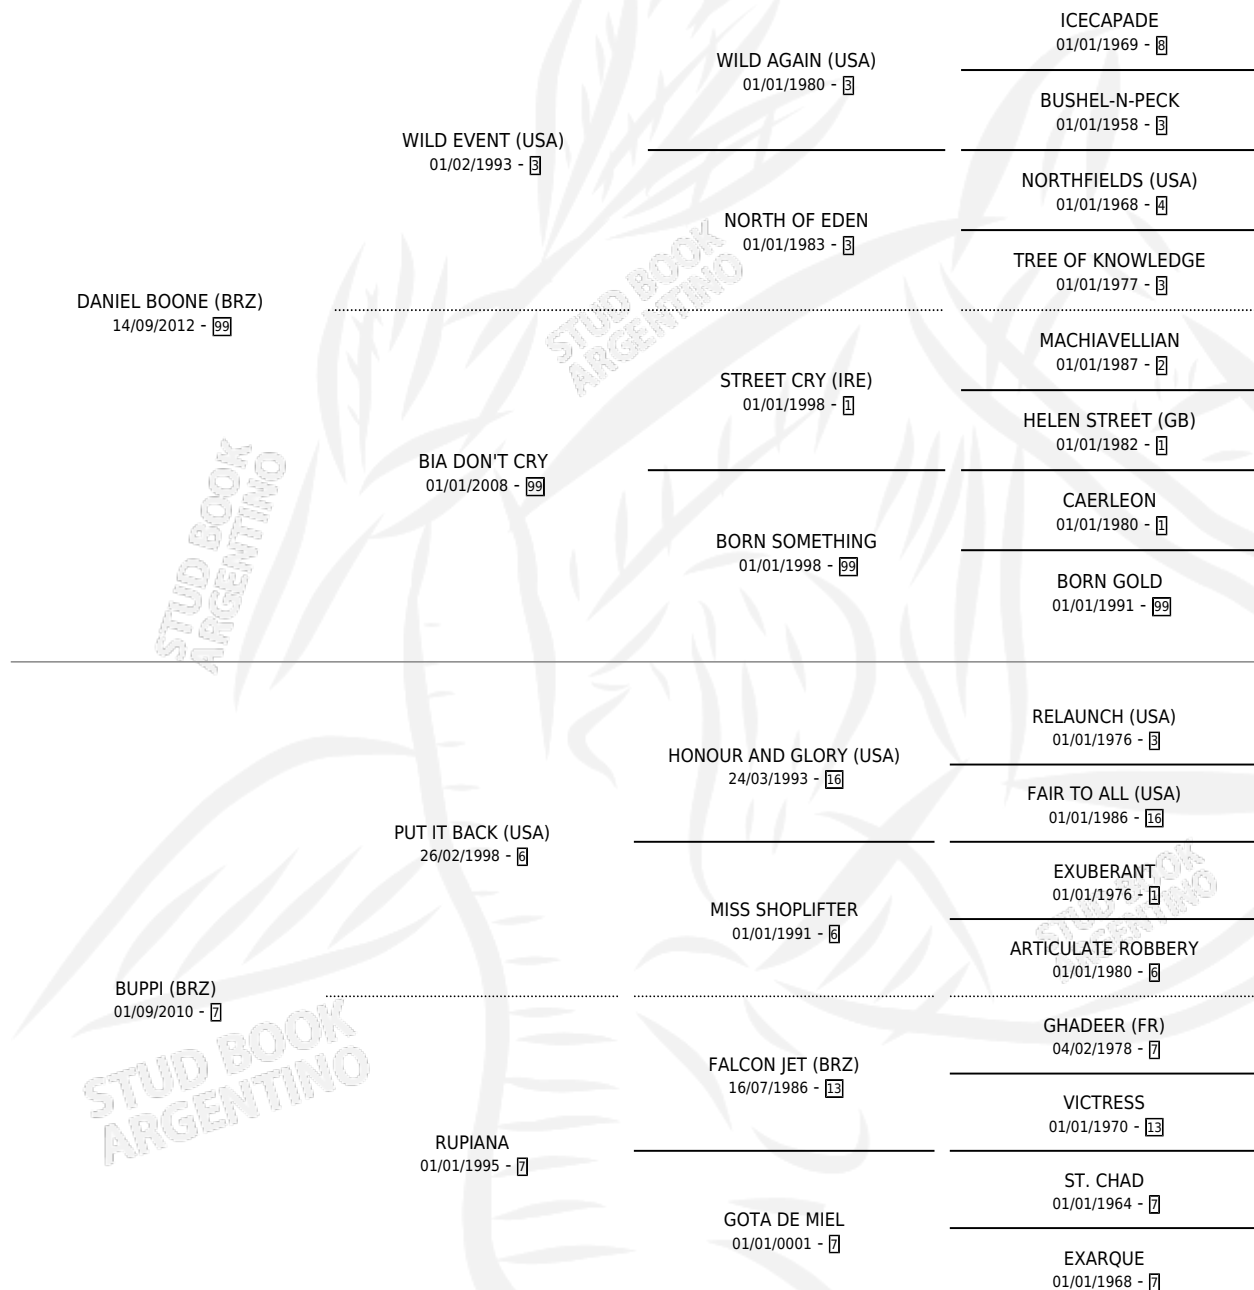 ICECAPADE
01/01/1969 - 8
WILD AGAIN (USA)
01/01/1980 - 3
BUSHEL-N-PECK
01/01/1958 - 3
WILD EVENT (USA)
01/02/1993 - 3
NORTHFIELDS (USA)
01/01/1968 - 4
NORTH OF EDEN
01/01/1983 - 3
TREE OF KNOWLEDGE
01/01/1977 - 3
DANIEL BOONE (BRZ)
14/09/2012 - 99
STUD BOOK
ARGENTINO
MACHIAVELLIAN
01/01/1987 - 2
STREET CRY (IRE)
01/01/1998 - 1
HELEN STREET (GB)
01/01/1982 - 1
BIA DON'T CRY
01/01/2008 - 99
CAERLEON
01/01/1980 - 1
BORN SOMETHING
01/01/1998 - 99
BORN GOLD
01/01/1991 - 99
STUD BOOK
ARGENTINO
RELAUNCH (USA)
01/01/1976 - 3
HONOUR AND GLORY (USA)
24/03/1993 - 16
FAIR TO ALL (USA)
01/01/1986 - 16
PUT IT BACK (USA)
26/02/1998 - 6
EXUBERANT
01/01/1976 - 1
MISS SHOPLIFTER
01/01/1991 - 6
STUD BOOK
ARGENTINO
ARTICULATE ROBBERY
01/01/1980 - 6
BUPPI (BRZ)
01/09/2010 - 7
GHADEER (FR)
04/02/1978 - 7
FALCON JET (BRZ)
16/07/1986 - 13
VICTRESS
01/01/1970 - 13
STUD BOOK
ARGENTINO
RUPIANA
01/01/1995 - 7
ST. CHAD
01/01/1964 - 7
GOTA DE MIEL
01/01/0001 - 7
EXARQUE
01/01/1968 - 7